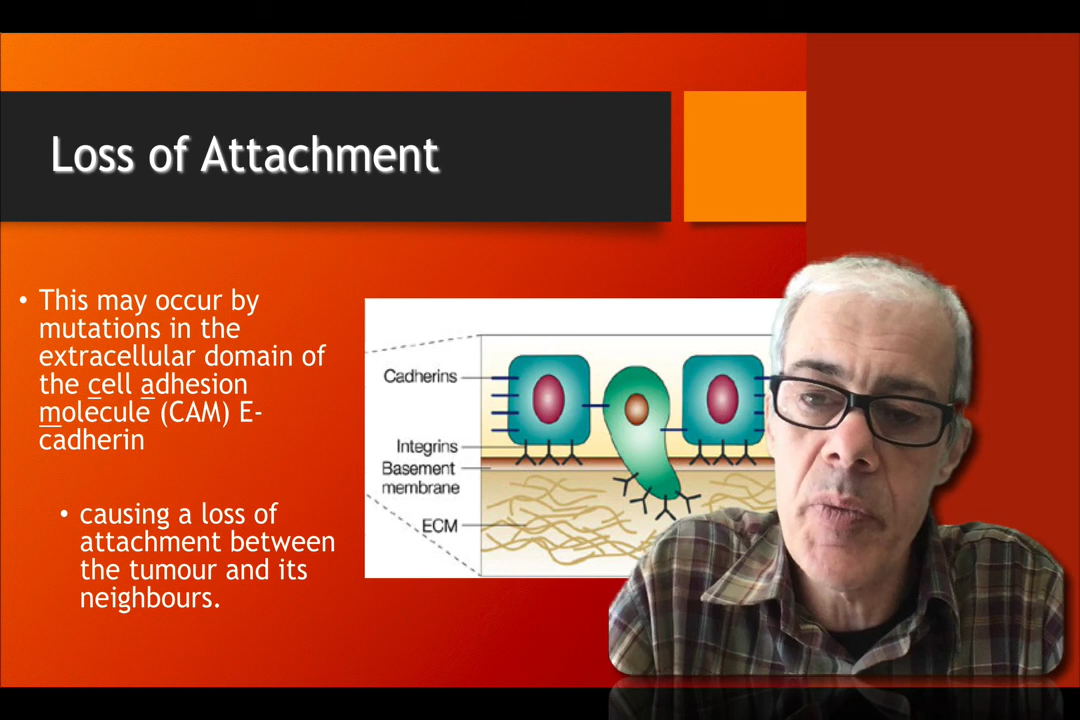 Loss of Attachment
• This may occur by
mutations in the
extracellular domain of
the cell adhesion
molecule (CAM) E-
cadherin
• causing a loss of
attachment between
the tumour and its
neighbours.
Cadherins
Integrins
Basement
membrane
ECM